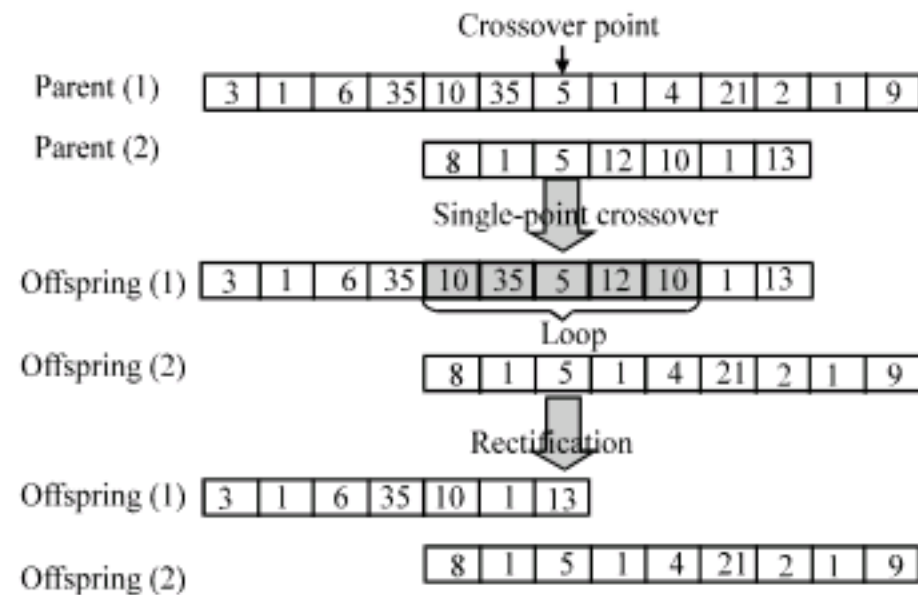 Crossover point
Parent (1) 3 1 6 35 10 35 5 1 4 21 2 1 9
Parent (2) 8 1 5 12 10 1 13
Single-point crossover
Offspring (1) 3 1 6 35 10 35 5 12 10 1 13
Loop
Offspring (2) 8 1 5 1 4 21 2 1 9
Rectification
Offspring (1) 3 1 6 35 10 1 13
Offspring (2) 8 1 5 1 4 21 2 1 9